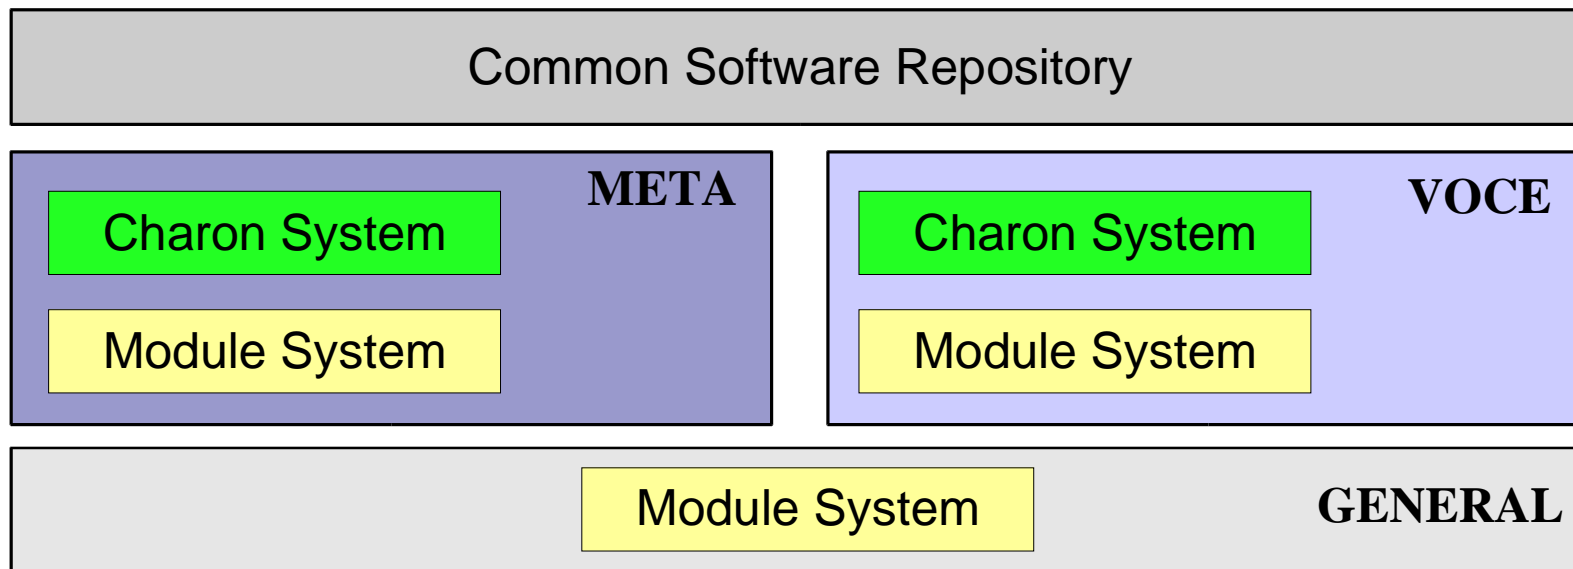 Common Software Repository
META
Charon System
Module System
VOCE
Charon System
Module System
Module System
GENERAL